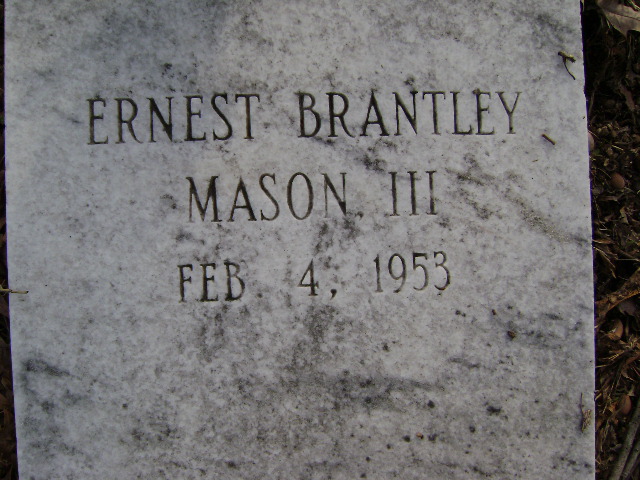 ERNEST BRANTLEY
MASON, III
FEB 4, 1953